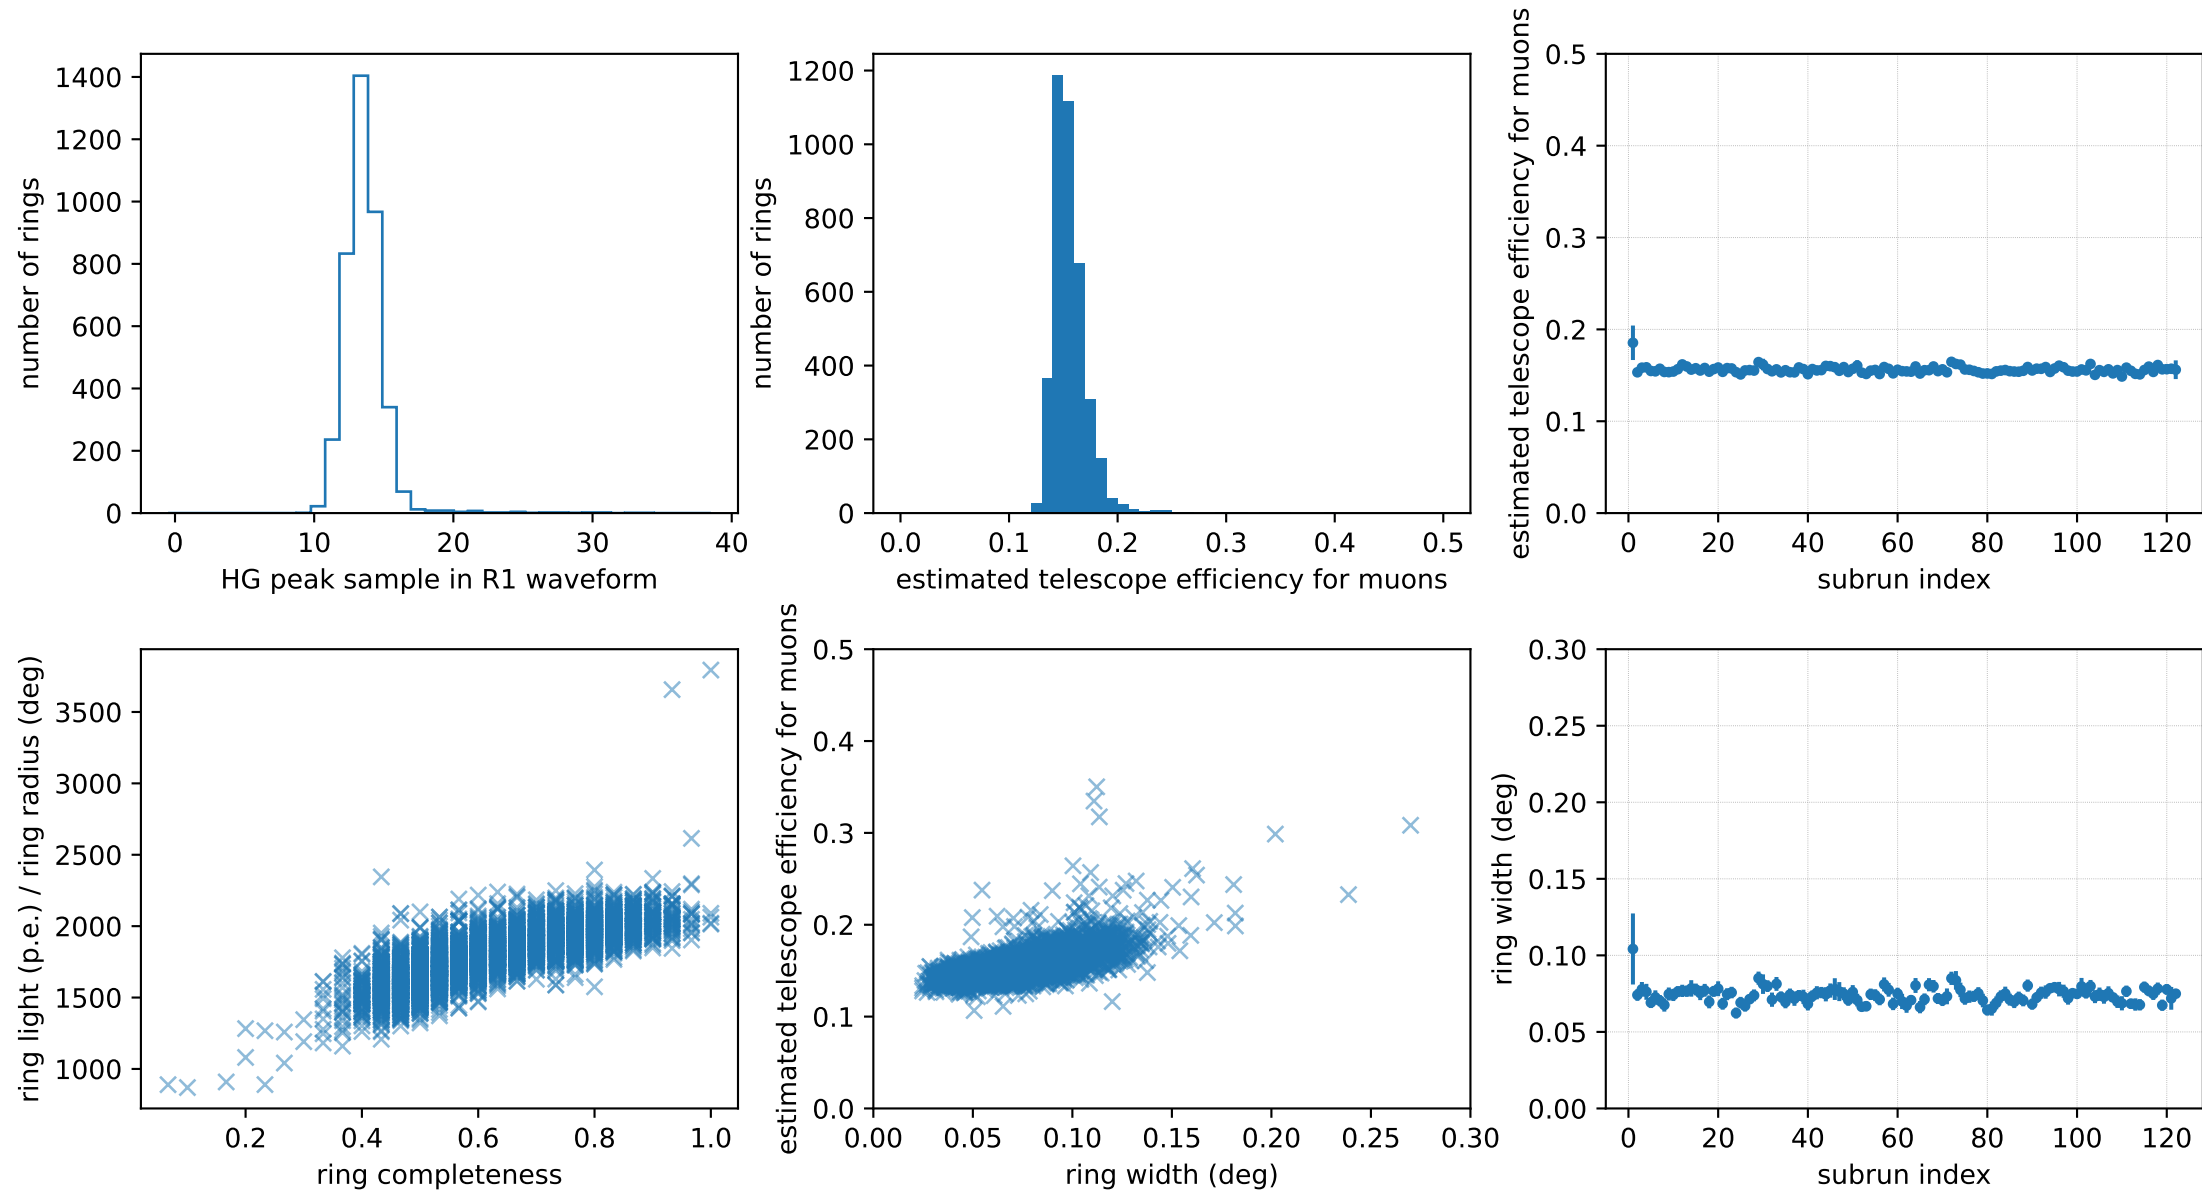 1400
1200
1000
800
600
400
200
0
number of rings
0 10 20 30 40
HG peak sample in R1 waveform
1200
1000
800
600
400
200
0
number of rings
0.0 0.1 0.2 0.3 0.4 0.5
estimated telescope efficiency for muons
0.5
0.4
0.3
0.2
0.1
0.0
estimated telescope efficiency for muons
0 20 40 60 80 100 120
subrun index
3500
3000
2500
2000
1500
1000
ring light (p.e.) / ring radius (deg)
0.2 0.4 0.6 0.8 1.0
ring completeness
0.5
0.4
0.3
0.2
0.1
0.0
estimated telescope efficiency for muons
0.00 0.05 0.10 0.15 0.20 0.25 0.30
ring width (deg)
0.30
0.25
0.20
0.15
0.10
0.05
0.00
ring width (deg)
0 20 40 60 80 100 120
subrun index